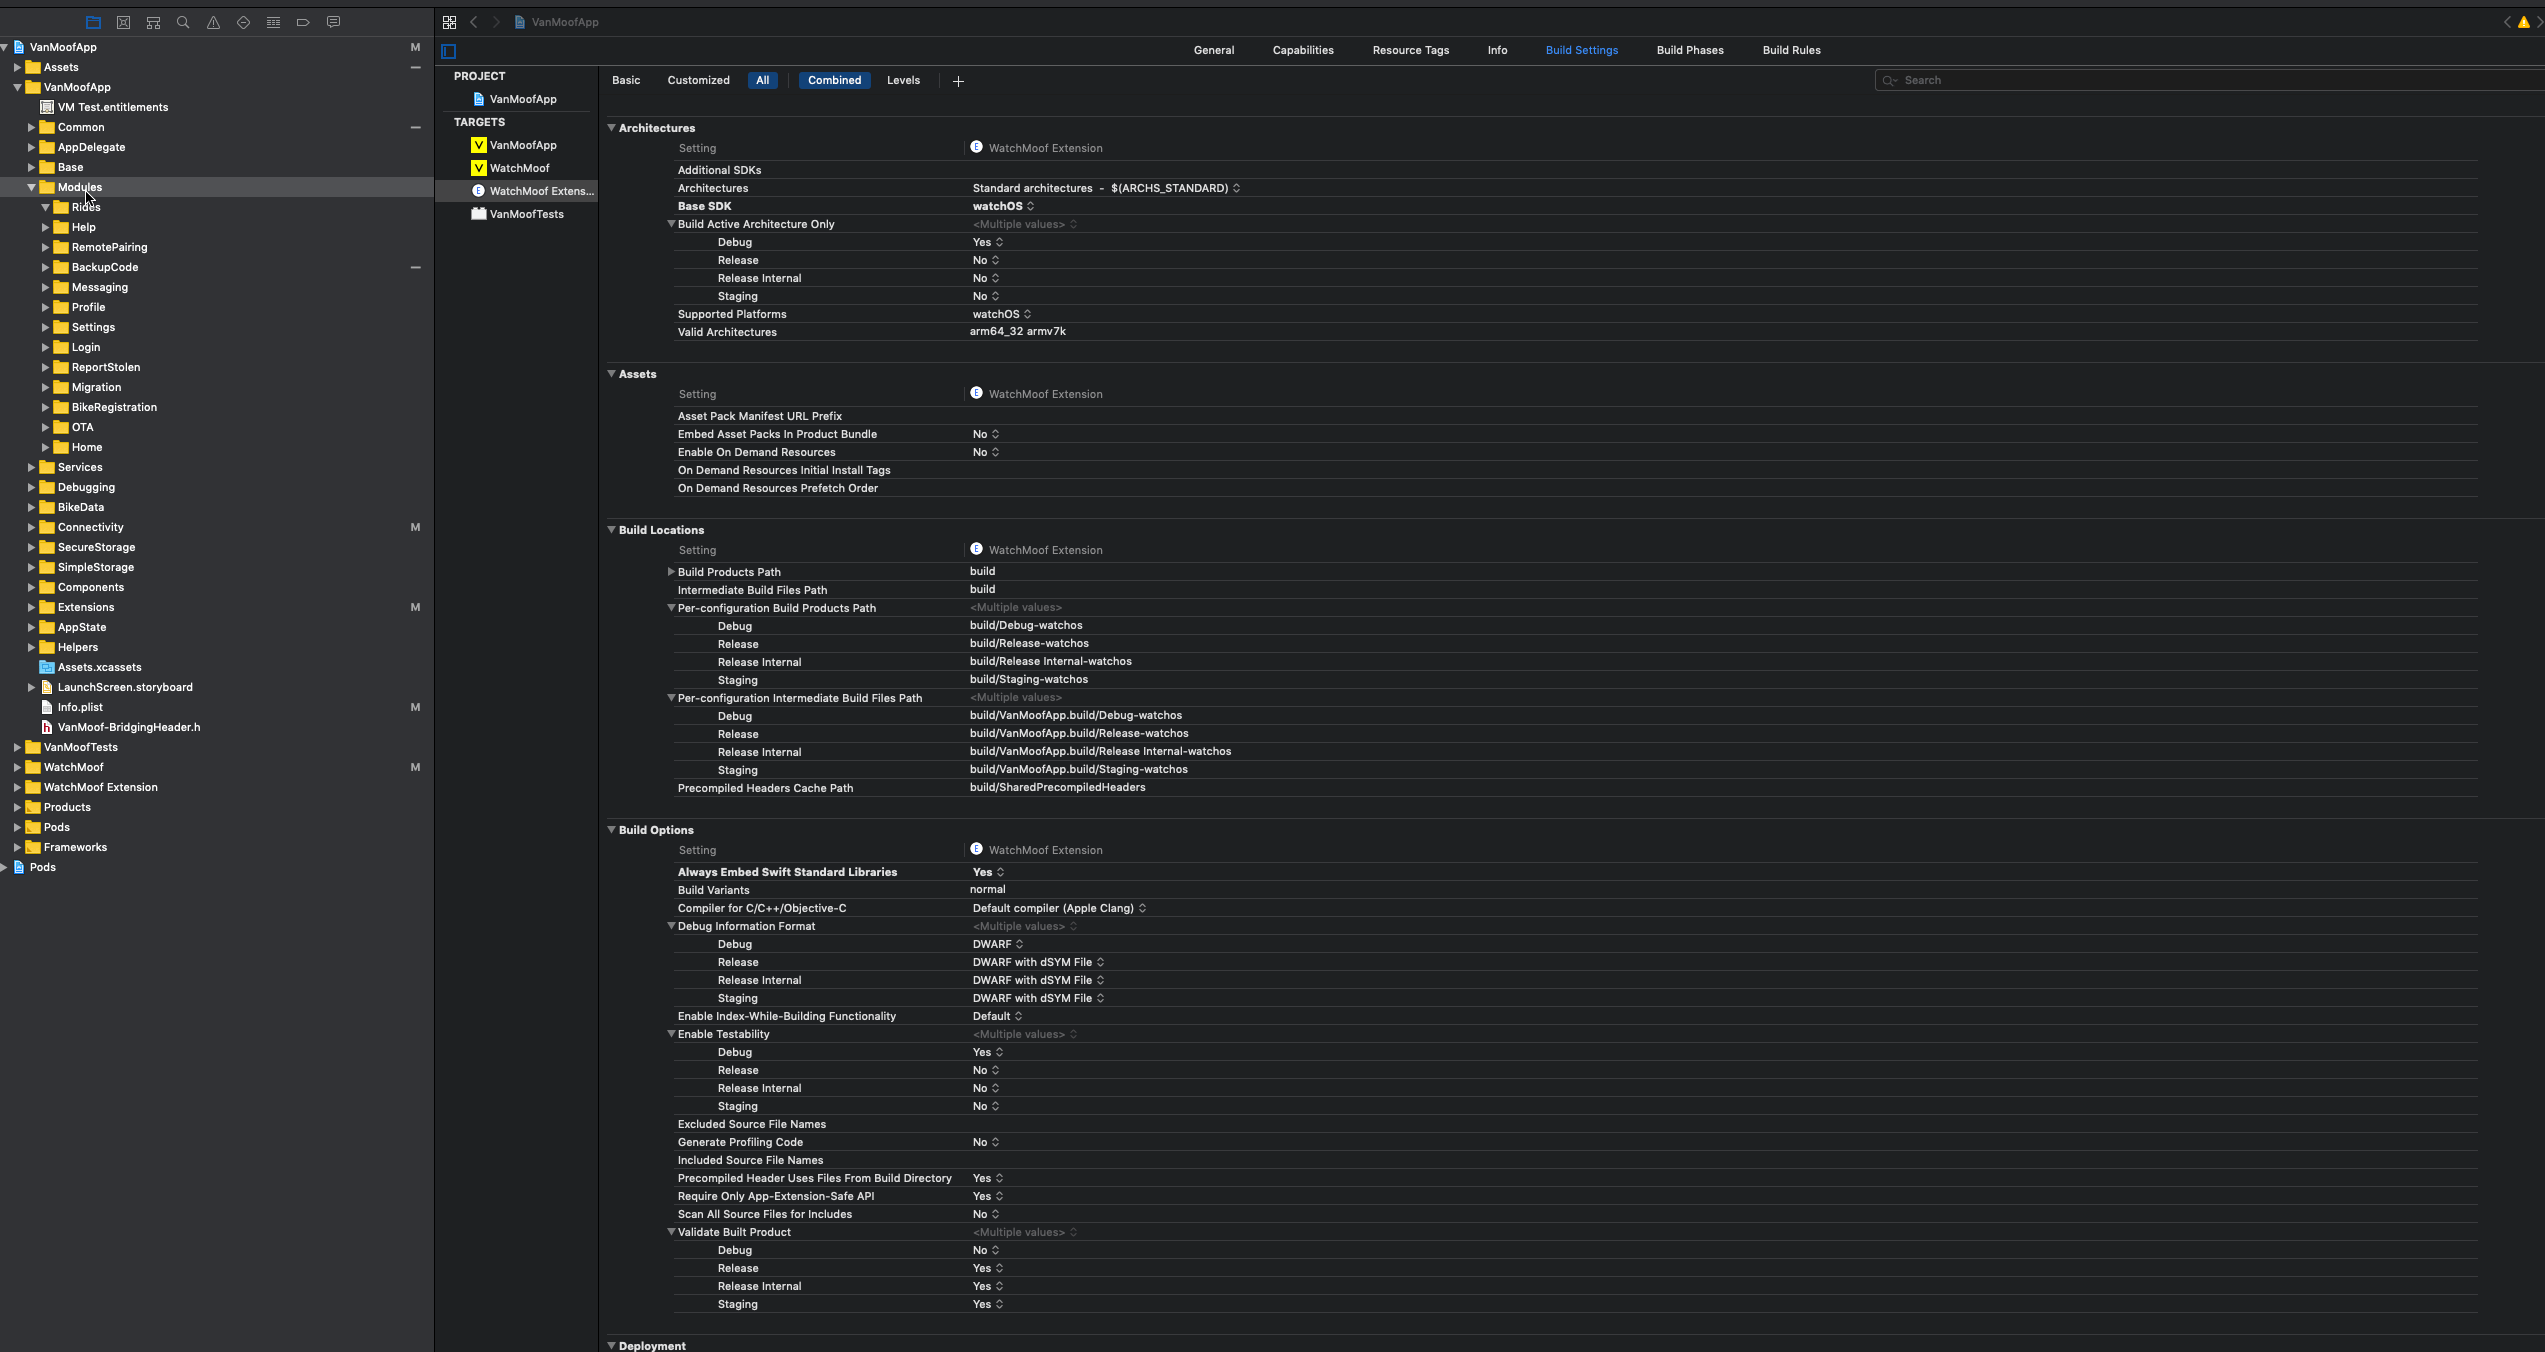 VanMoofApp
VanMoofApp M
Assets
VanMoofApp
VM Test.entitlements
Common
AppDelegate
Base
Modules
Rides
Help
RemotePairing
BackupCode
Messaging
Profile
Settings
Login
ReportStolen
Migration
BikeRegistration
OTA
Home
Services
Debugging
BikeData
Connectivity M
SecureStorage
SimpleStorage
Components
Extensions M
AppState
Helpers
Assets.xcassets
LaunchScreen.storyboard
Info.plist M
VanMoof-BridgingHeader.h
VanMoofTests
WatchMoof M
WatchMoof Extension
Products
Pods
Frameworks
Pods
General Capabilities Resource Tags Info Build Settings Build Phases Build Rules
PROJECT
VanMoofApp
TARGETS
VanMoofApp
WatchMoof
WatchMoof Extens...
VanMoofTests
Basic Customized All Combined Levels + Search
Architectures
Setting E WatchMoof Extension
Additional SDKs
Architectures Standard architectures - $(ARCHS_STANDARD)
Base SDK watchOS
Build Active Architecture Only <Multiple values>
Debug Yes
Release No
Release Internal No
Staging No
Supported Platforms watchOS
Valid Architectures arm64_32 armv7k
Assets
Setting E WatchMoof Extension
Asset Pack Manifest URL Prefix
Embed Asset Packs In Product Bundle No
Enable On Demand Resources No
On Demand Resources Initial Install Tags
On Demand Resources Prefetch Order
Build Locations
Setting E WatchMoof Extension
Build Products Path build
Intermediate Build Files Path build
Per-configuration Build Products Path <Multiple values>
Debug build/Debug-watchos
Release build/Release-watchos
Release Internal build/Release Internal-watchos
Staging build/Staging-watchos
Per-configuration Intermediate Build Files Path <Multiple values>
Debug build/VanMoofApp.build/Debug-watchos
Release build/VanMoofApp.build/Release-watchos
Release Internal build/VanMoofApp.build/Release Internal-watchos
Staging build/VanMoofApp.build/Staging-watchos
Precompiled Headers Cache Path build/SharedPrecompiledHeaders
Build Options
Setting E WatchMoof Extension
Always Embed Swift Standard Libraries Yes
Build Variants normal
Compiler for C/C++/Objective-C Default compiler (Apple Clang)
Debug Information Format <Multiple values>
Debug DWARF
Release DWARF with dSYM File
Release Internal DWARF with dSYM File
Staging DWARF with dSYM File
Enable Index-While-Building Functionality Default
Enable Testability <Multiple values>
Debug Yes
Release No
Release Internal No
Staging No
Excluded Source File Names
Generate Profiling Code No
Included Source File Names
Precompiled Header Uses Files From Build Directory Yes
Require Only App-Extension-Safe API Yes
Scan All Source Files for Includes No
Validate Built Product <Multiple values>
Debug No
Release Yes
Release Internal Yes
Staging Yes
Deployment